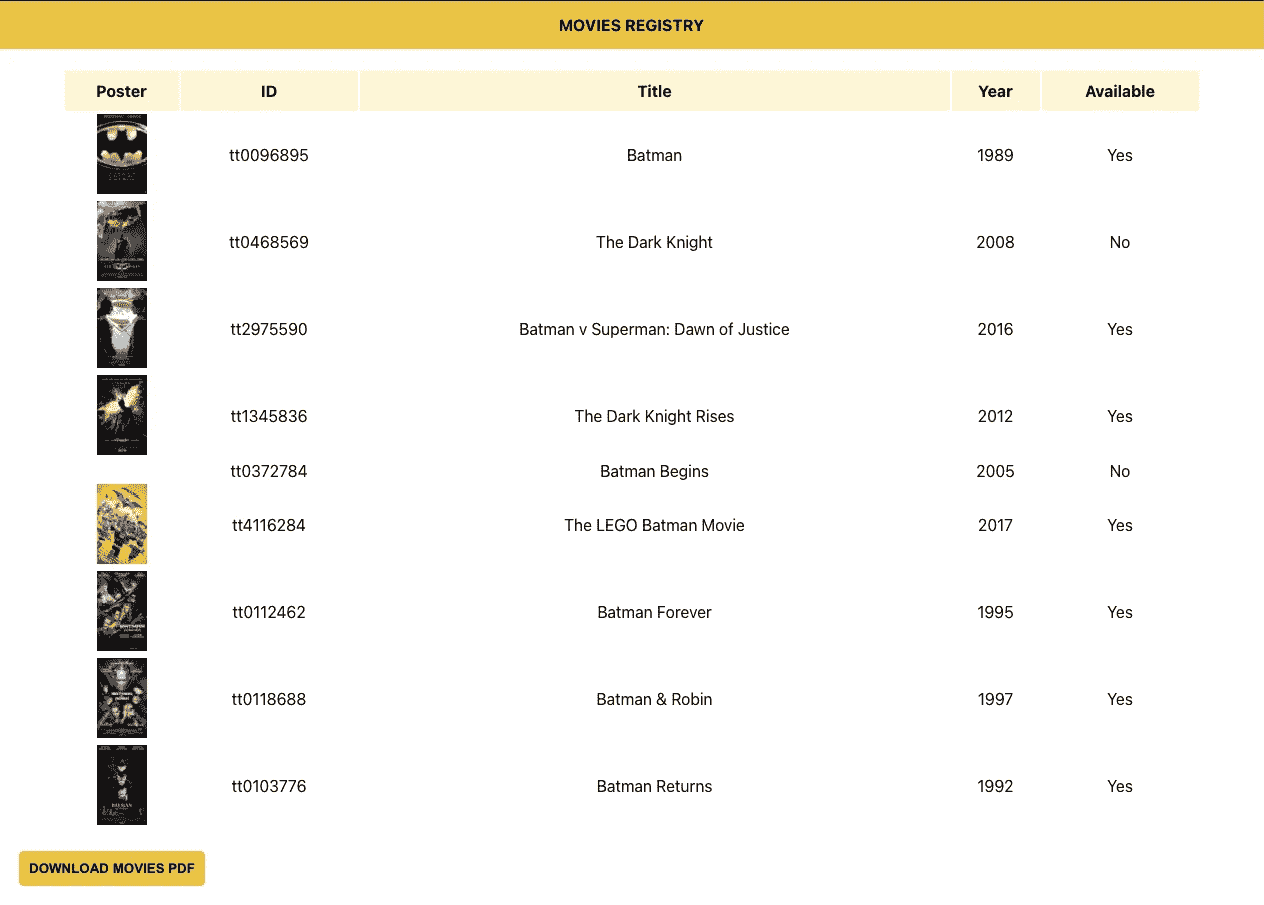 MOVIES REGISTRY
Poster ID Title Year Available
tt0096895 Batman 1989 Yes
tt0468569 The Dark Knight 2008 No
tt2975590 Batman v Superman: Dawn of Justice 2016 Yes
tt1345836 The Dark Knight Rises 2012 Yes
tt0372784 Batman Begins 2005 No
tt4116284 The LEGO Batman Movie 2017 Yes
tt0112462 Batman Forever 1995 Yes
tt0118688 Batman & Robin 1997 Yes
tt0103776 Batman Returns 1992 Yes
DOWNLOAD MOVIES PDF